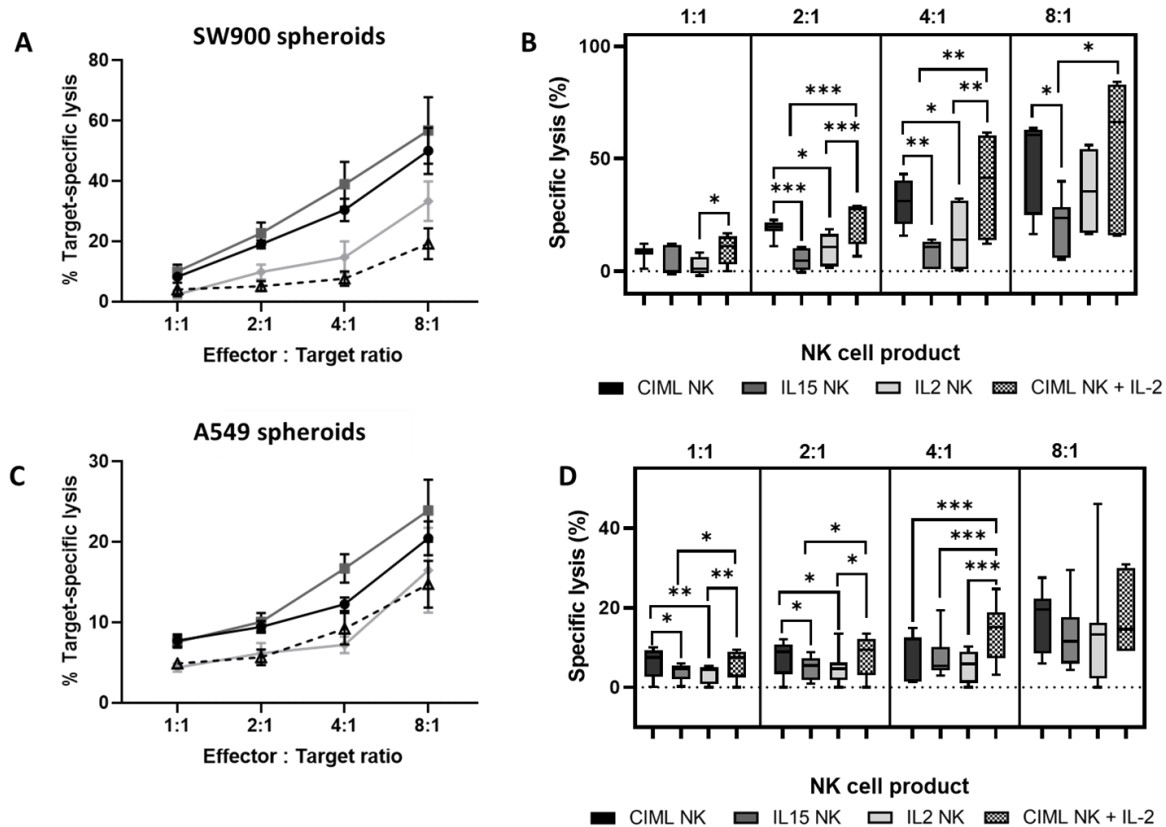 A
SW900 spheroids
% Target-specific lysis
80
60
40
20
0
1:1 2:1 4:1 8:1
Effector : Target ratio
B
1:1 2:1 4:1 8:1
Specific lysis (%)
100
50
0
*
*** * *** ***
** * ** **
* *
NK cell product
CIML NK IL15 NK IL2 NK CIML NK + IL-2
C
A549 spheroids
% Target-specific lysis
30
20
10
0
1:1 2:1 4:1 8:1
Effector : Target ratio
D
1:1 2:1 4:1 8:1
Specific lysis (%)
40
20
0
* ** * **
* * * *
*** *** ***
NK cell product
CIML NK IL15 NK IL2 NK CIML NK + IL-2